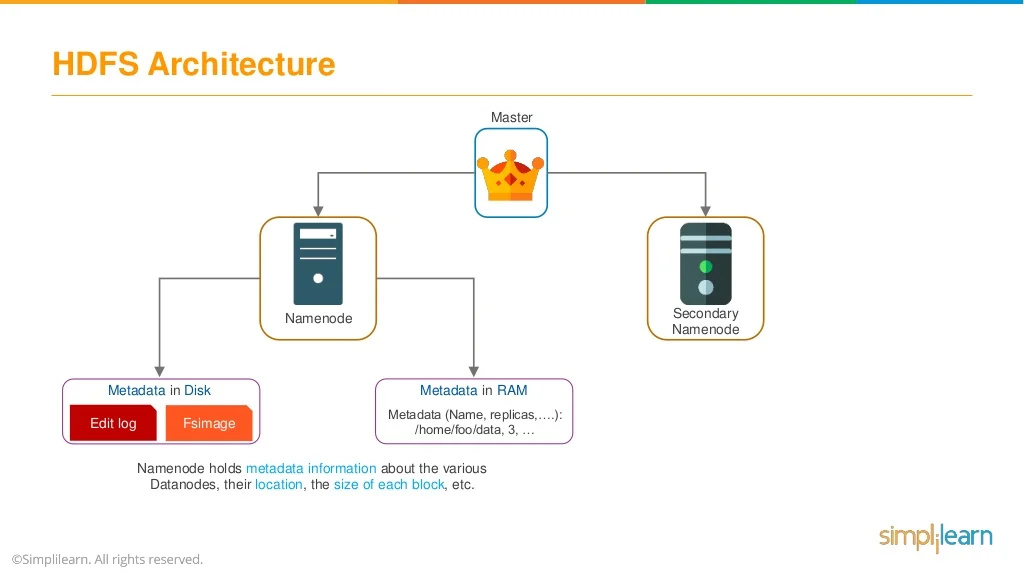 HDFS Architecture
Master
Namenode
Secondary
Namenode
Metadata in Disk
Edit log
Fsimage
Metadata in RAM
Metadata (Name, replicas,….):
/home/foo/data, 3, …
Namenode holds metadata information about the various
Datanodes, their location, the size of each block, etc.
simplilearn
©Simplilearn. All rights reserved.